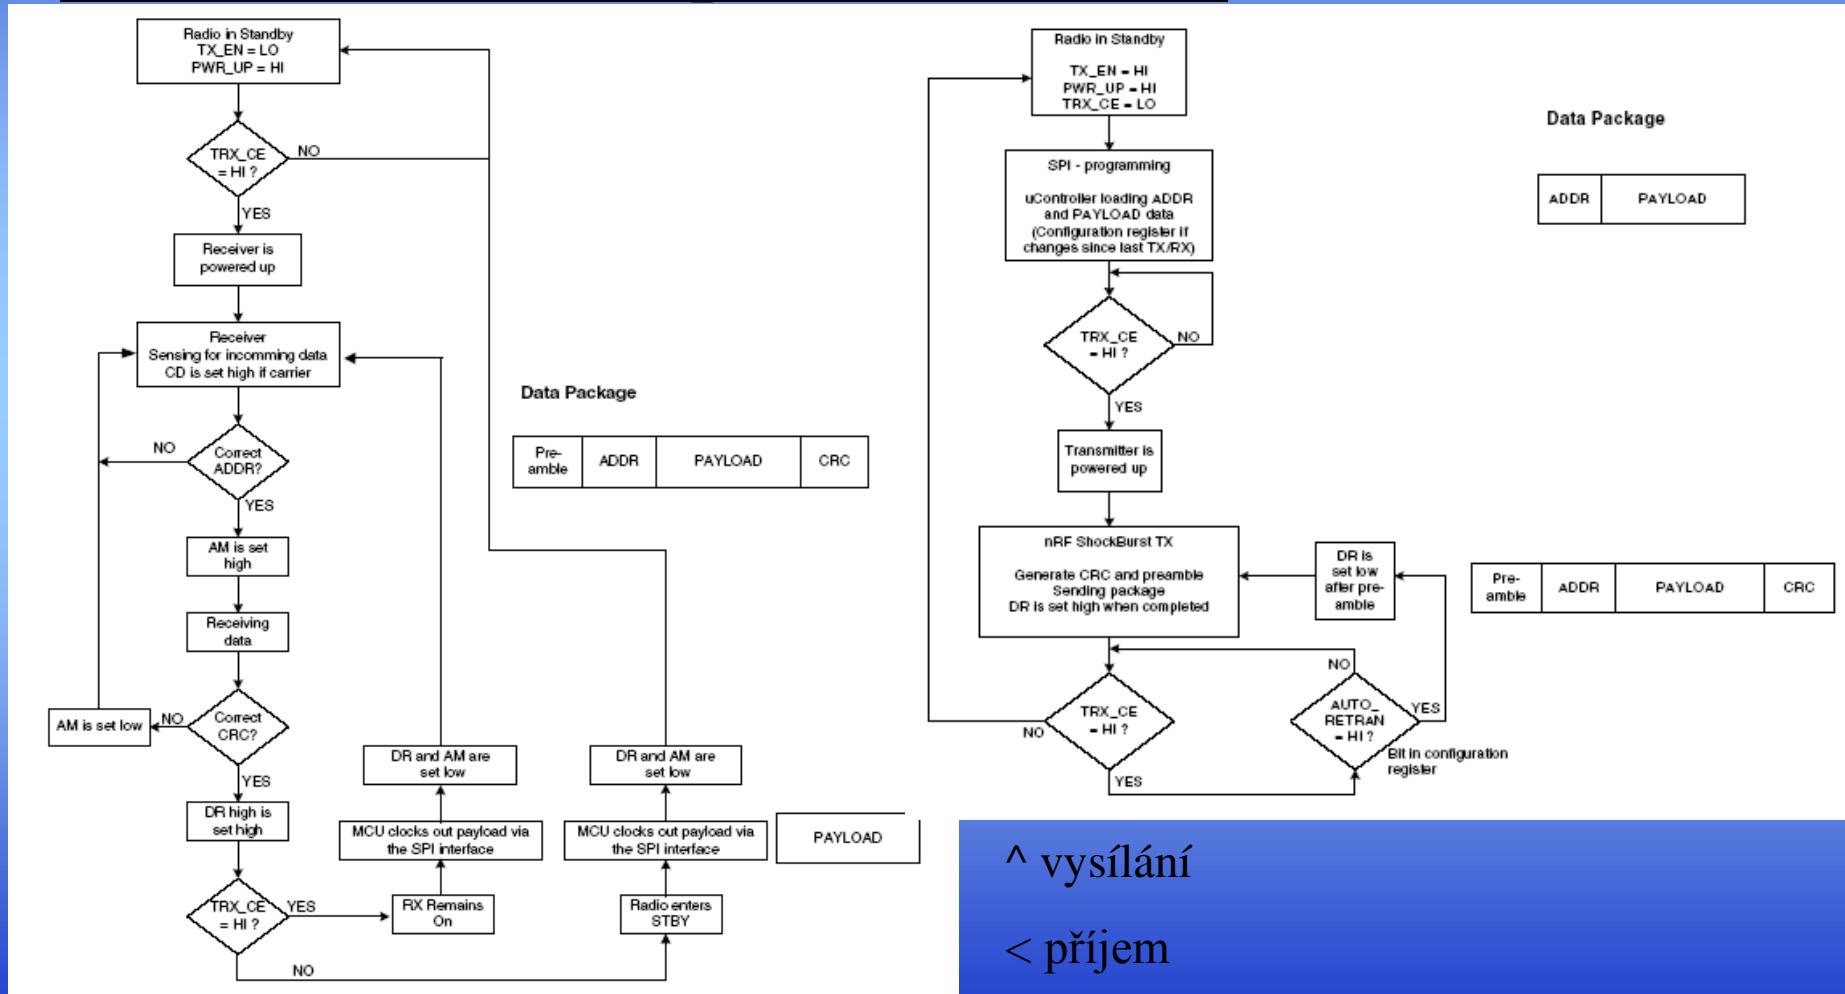 Radio in Standby
TX_EN = LO
PWR_UP = HI
TRX_CE
= HI ?
NO
YES
Receiver is
powered up
Receiver
Sensing for incomming data
CD is set high if carrier
NO
Correct
ADDR?
YES
AM is set
high
Receiving
data
AM is set low
NO
Correct
CRC?
YES
DR high is
set high
TRX_CE
= HI ?
YES
NO
RX Remains
On
MCU clocks out payload via
the SPI interface
DR and AM are
set low
Radio enters
STBY
MCU clocks out payload via
the SPI interface
DR and AM are
set low
PAYLOAD
Data Package
Pre-
amble
ADDR
PAYLOAD
CRC
Radio in Standby
TX_EN = HI
PWR_UP = HI
TRX_CE = LO
SPI - programming
uController loading ADDR
and PAYLOAD data
(Configuration register if
changes since last TX/RX)
TRX_CE
= HI ?
NO
YES
Transmitter is
powered up
nRF ShockBurst TX
Generate CRC and preamble
Sending package
DR is set high when completed
DR is
set low
after pre-
amble
TRX_CE
= HI ?
NO
YES
NO
AUTO_
RETRAN
= HI ?
YES
Bit in configuration
register
Data Package
ADDR
PAYLOAD
Pre-
amble
ADDR
PAYLOAD
CRC
^ vysílání
< příjem